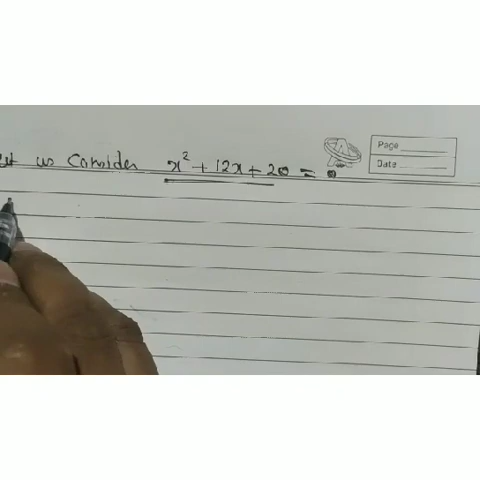 us Consider x² + 12x + 20 = 0
Page
Date